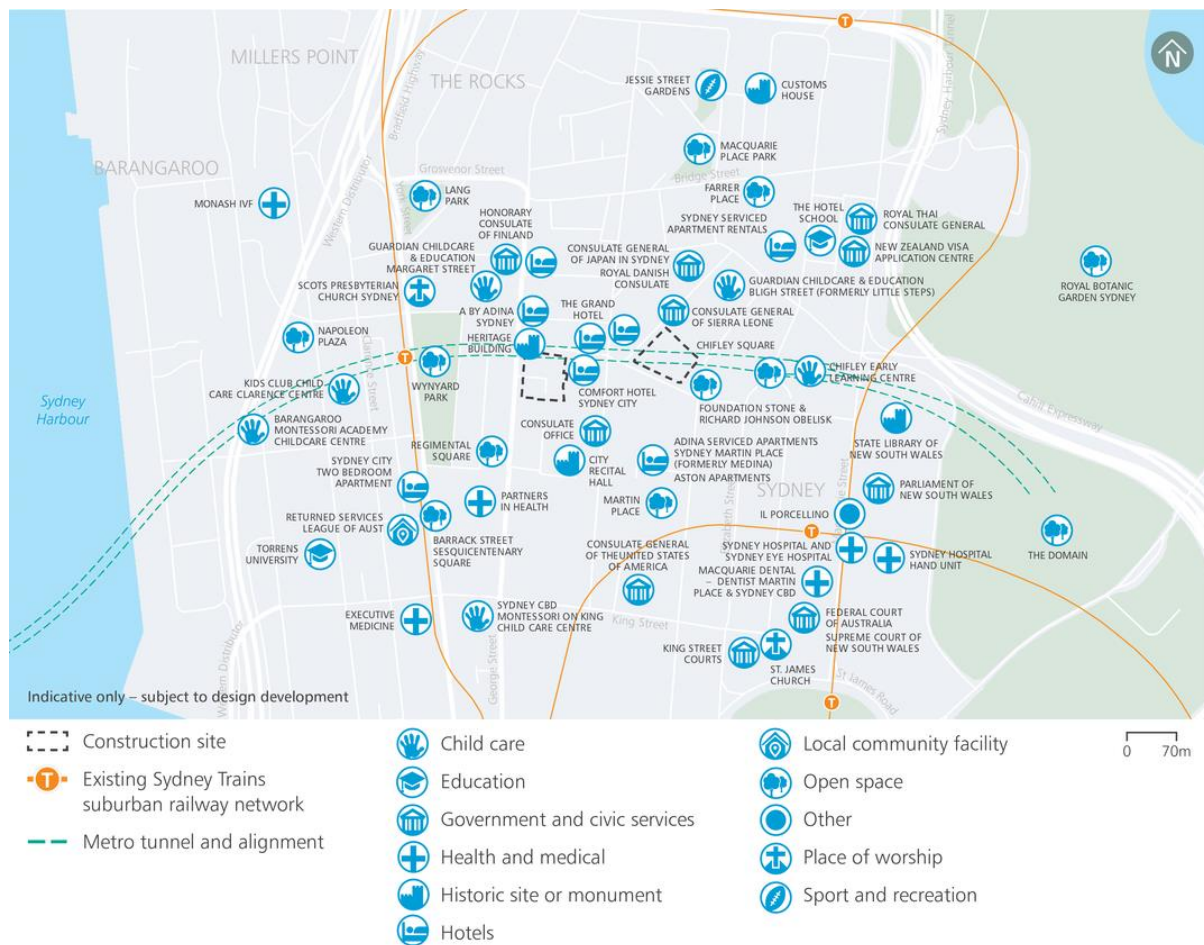 MILLERS POINT
THE ROCKS
BARANGAROO
Bradfield Highway
Sydney Harbour Tunnel
N
JESSIE STREET
GARDENS
CUSTOMS
HOUSE
MACQUARIE
PLACE PARK
Grosvenor Street
Bridge Street
Western Distributor
York Street
MONASH IVF
LANG
PARK
FARRER
PLACE
HONORARY
CONSULATE
OF FINLAND
SYDNEY SERVICED
APARTMENT RENTALS
THE HOTEL
SCHOOL
ROYAL THAI
CONSULATE GENERAL
GUARDIAN CHILDCARE
& EDUCATION
MARGARET STREET
CONSULATE GENERAL
OF JAPAN IN SYDNEY
ROYAL DANISH
CONSULATE
NEW ZEALAND VISA
APPLICATION CENTRE
SCOTS PRESBYTERIAN
CHURCH SYDNEY
GUARDIAN CHILDCARE & EDUCATION
BLIGH STREET (FORMERLY LITTLE STEPS)
ROYAL BOTANIC
GARDEN SYDNEY
A BY ADINA
SYDNEY
THE GRAND
HOTEL
CONSULATE GENERAL
OF SIERRA LEONE
NAPOLEON
PLAZA
HERITAGE
BUILDING
CHIFLEY SQUARE
Clarence Street
T
WYNYARD
PARK
CHIFLEY EARLY
LEARNING CENTRE
KIDS CLUB CHILD
CARE CLARENCE CENTRE
COMFORT HOTEL
SYDNEY CITY
FOUNDATION STONE &
RICHARD JOHNSON OBELISK
Cahill Expressway
Sydney
Harbour
BARANGAROO
MONTESSORI ACADEMY
CHILDCARE CENTRE
CONSULATE
OFFICE
STATE LIBRARY OF
NEW SOUTH WALES
REGIMENTAL
SQUARE
CITY
RECITAL
HALL
ADINA SERVICED APARTMENTS
SYDNEY MARTIN PLACE
(FORMERLY MEDINA)
ASTON APARTMENTS
SYDNEY CITY
TWO BEDROOM
APARTMENT
SYDNEY
PARLIAMENT OF
NEW SOUTH WALES
PARTNERS
IN HEALTH
MARTIN
PLACE
IL PORCELLINO
RETURNED SERVICES
LEAGUE OF AUST
BARRACK STREET
SESQUICENTENARY
SQUARE
T
TORRENS
UNIVERSITY
CONSULATE GENERAL
OF THEUNITED STATES
OF AMERICA
SYDNEY HOSPITAL AND
SYDNEY EYE HOSPITAL
SYDNEY HOSPITAL
HAND UNIT
THE DOMAIN
MACQUARIE DENTAL
– DENTIST MARTIN
PLACE & SYDNEY CBD
EXECUTIVE
MEDICINE
SYDNEY CBD
MONTESSORI ON KING
CHILD CARE CENTRE
King Street
FEDERAL COURT
OF AUSTRALIA
KING STREET
COURTS
SUPREME COURT OF
NEW SOUTH WALES
ST. JAMES
CHURCH
George Street
St James Road
T
T
Indicative only – subject to design development
Construction site
T
Existing Sydney Trains
suburban railway network
Metro tunnel and alignment
Child care
Education
Government and civic services
Health and medical
Historic site or monument
Hotels
Local community facility
Open space
Other
Place of worship
Sport and recreation
0 70m